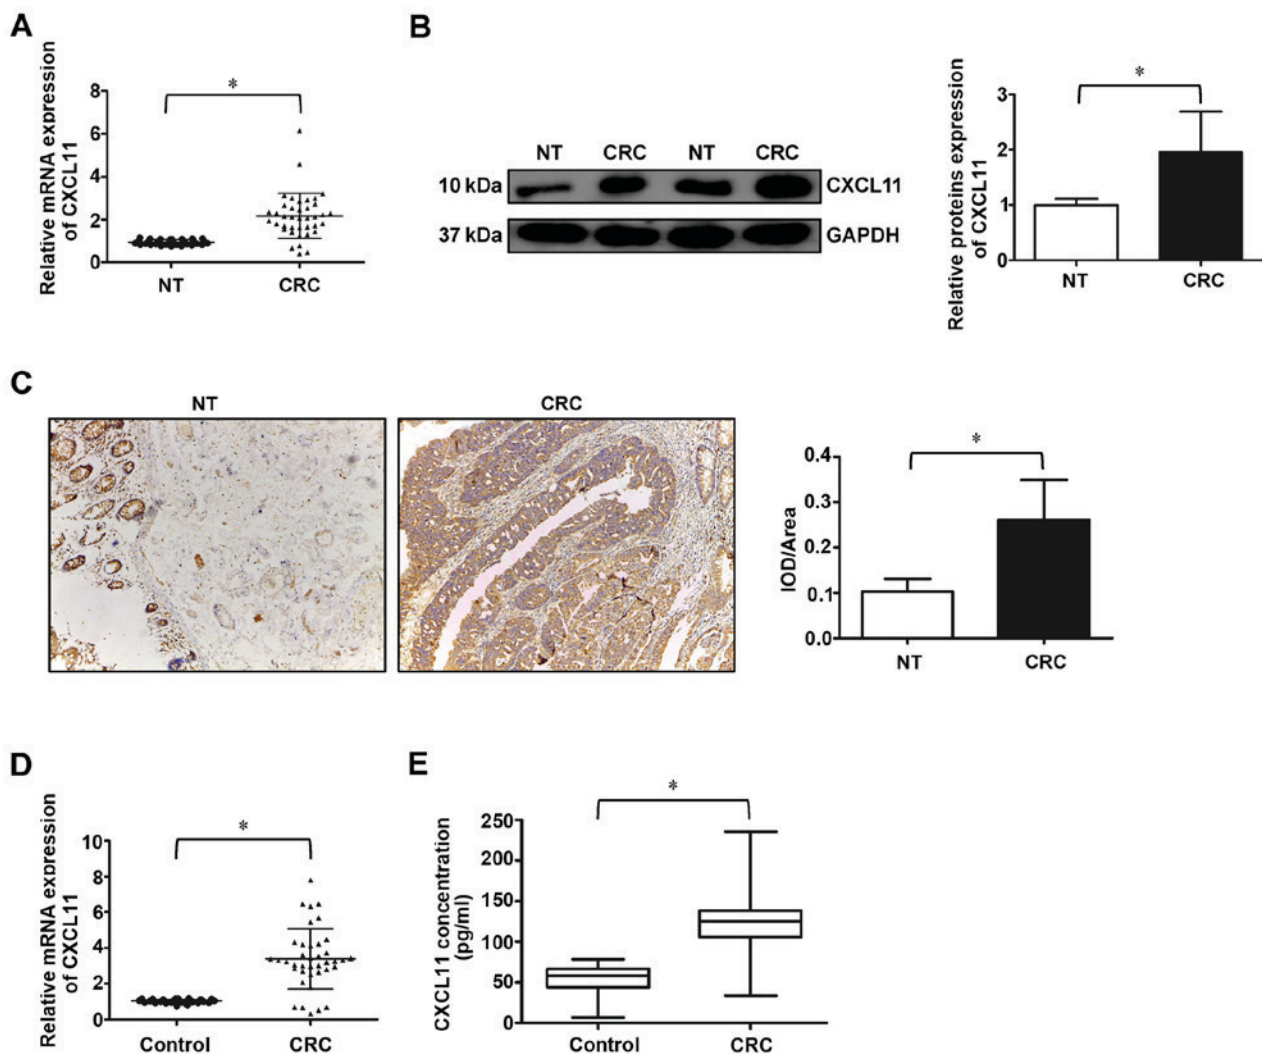 A
Relative mRNA expression
of CXCL11
8
6
4
2
0
*
NT
CRC
B
NT CRC NT CRC
10 kDa
CXCL11
37 kDa
GAPDH
Relative proteins expression
of CXCL11
3
2
1
0
*
NT
CRC
C
NT
CRC
IOD/Area
0.4
0.3
0.2
0.1
0.0
*
NT
CRC
D
Relative mRNA expression
of CXCL11
10
8
6
4
2
0
*
Control
CRC
E
CXCL11 concentration
(pg/ml)
250
200
150
100
50
0
*
Control
CRC